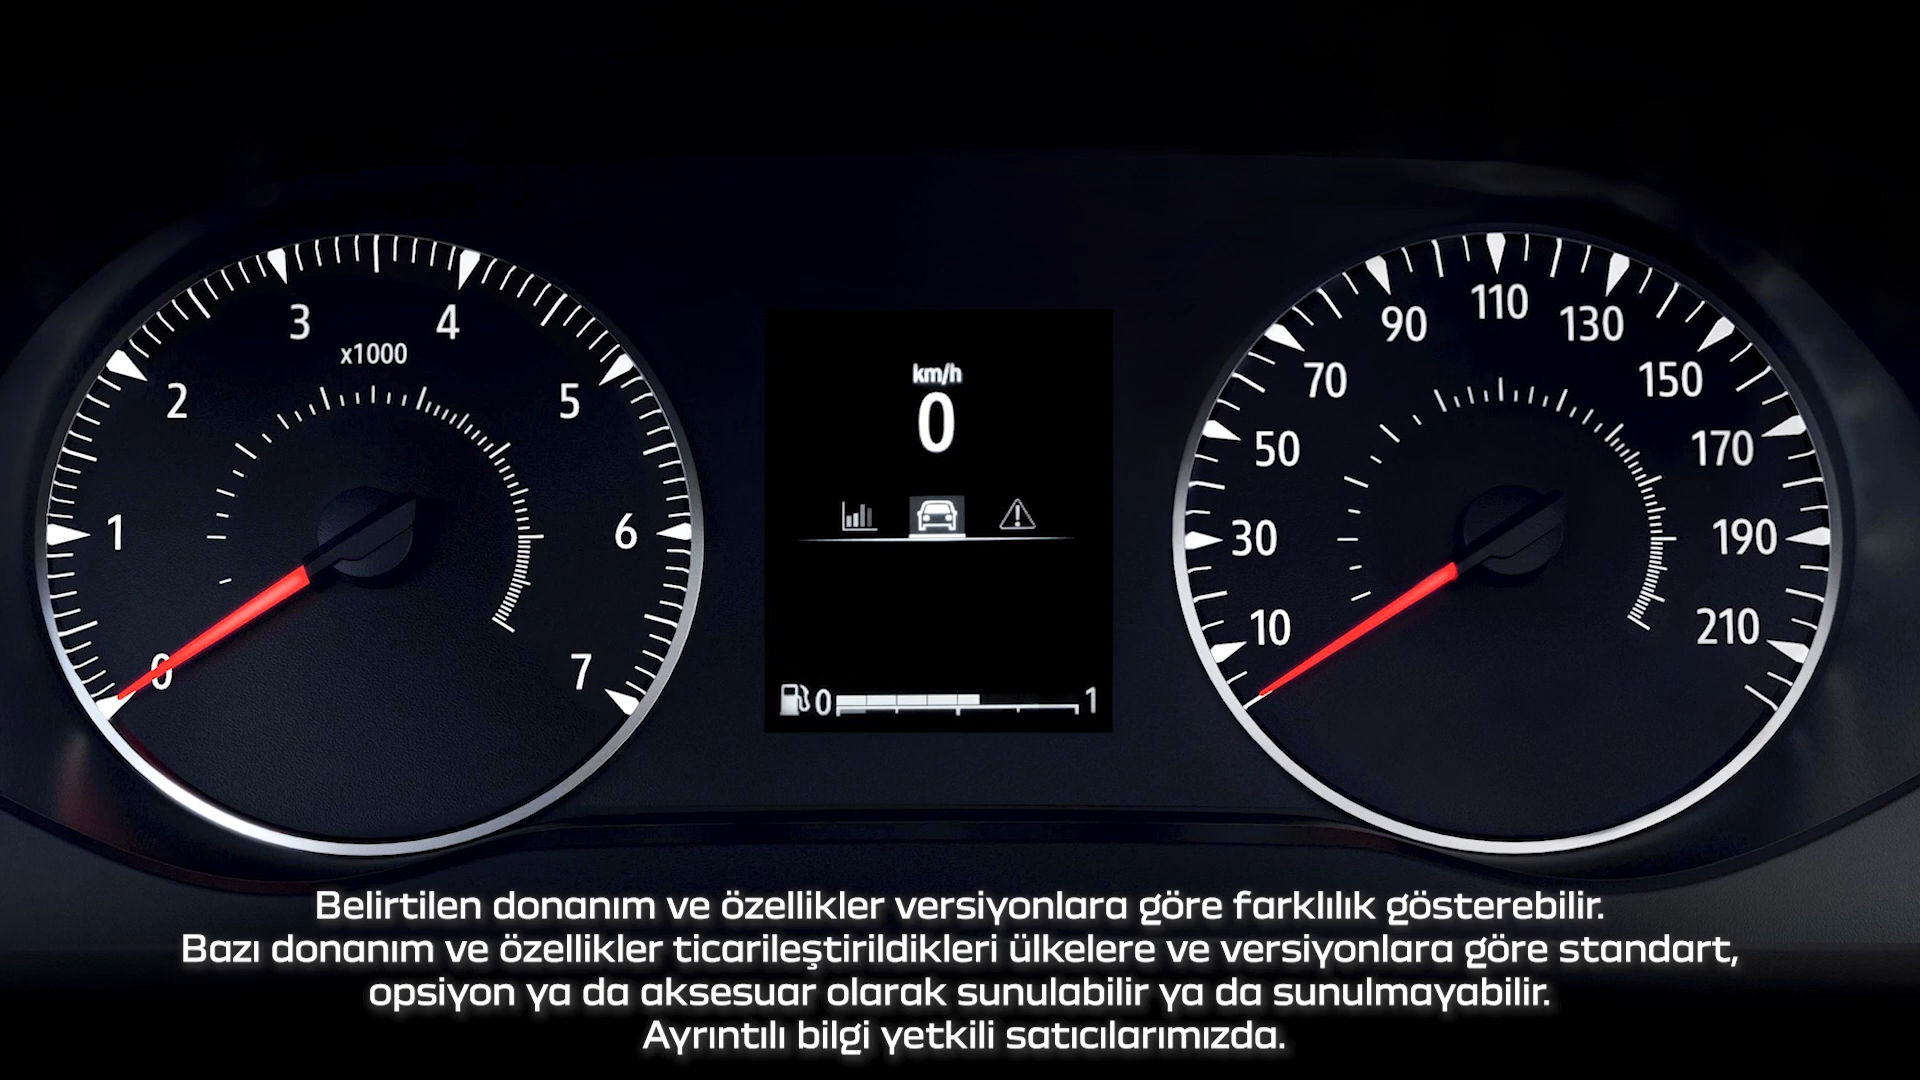 3 4
x1000
2 5
1 6
0 7
km/h
0
0 1
90 110 130
70 150
50 170
30 190
10 210
Belirtilen donanım ve özellikler versiyonlara göre farklılık gösterebilir.
Bazı donanım ve özellikler ticarileştirildikleri ülkelere ve versiyonlara göre standart,
opsiyon ya da aksesuar olarak sunulabilir ya da sunulmayabilir.
Ayrıntılı bilgi yetkili satıcılarımızda.